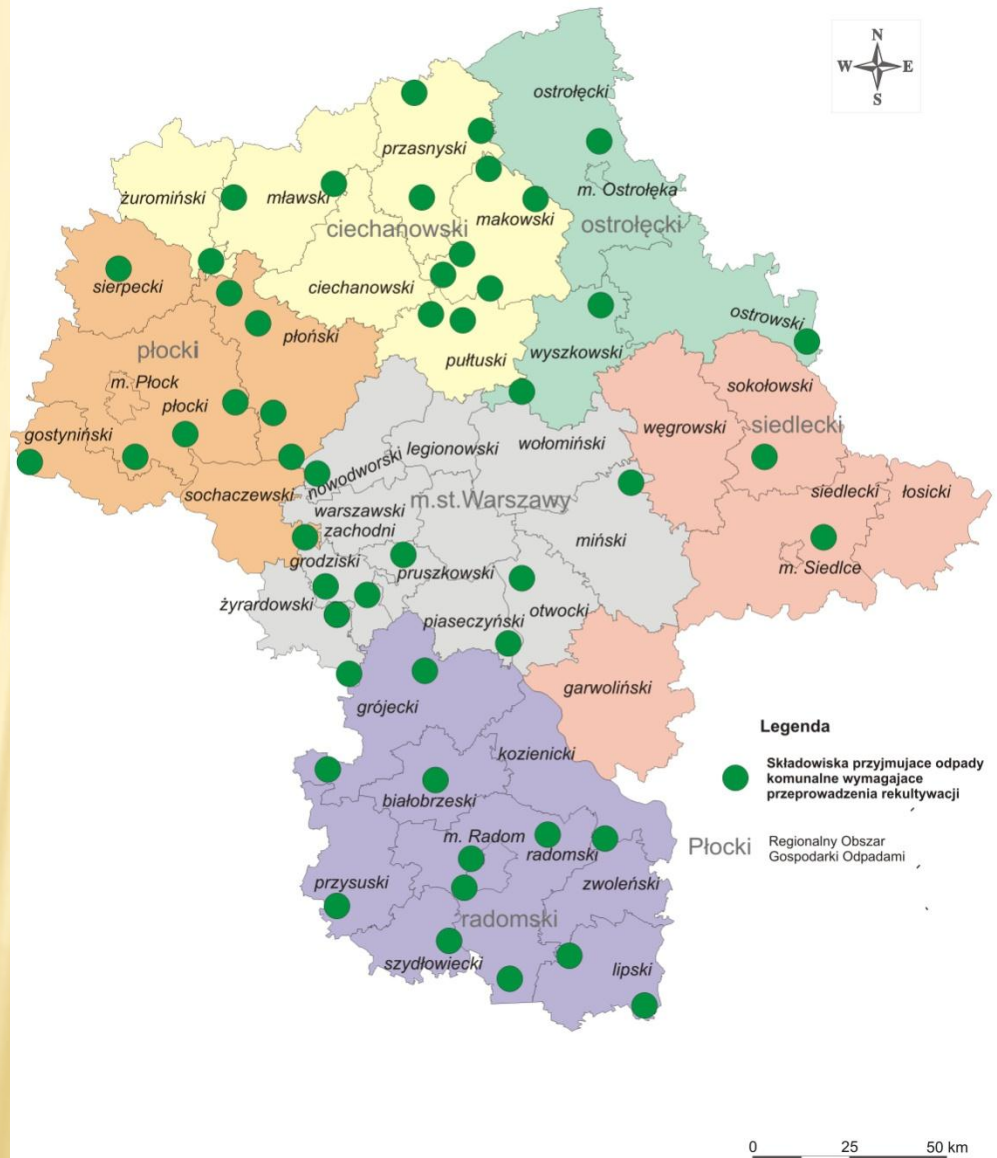 N
W E
S
ostrołęcki
przasnyski
m. Ostrołęka
żuromiński
mławski
makowski
ciechanowski
ostrołęcki
sierpecki
ciechanowski
płoński
ostrowski
płocki
pułtuski
wyszkowski
sokołowski
m. Płock
płocki
siedlecki
węgrowski
gostyniński
legionowski
wołomiński
nowodworski
sochaczewski
m.st.Warszawy
siedlecki
łosicki
warszawski
zachodni
miński
grodziski
pruszkowski
m. Siedlce
żyrardowski
otwocki
piaseczyński
garwoliński
grójecki
Legenda
kozienicki
Składowiska przyjmujace odpady
komunalne wymagajace
przeprowadzenia rekultywacji
białobrzeski
m. Radom
radomski
Płocki
Regionalny Obszar
Gospodarki Odpadami
przysuski
zwoleński
radomski
szydłowiecki
lipski
0 25 50 km